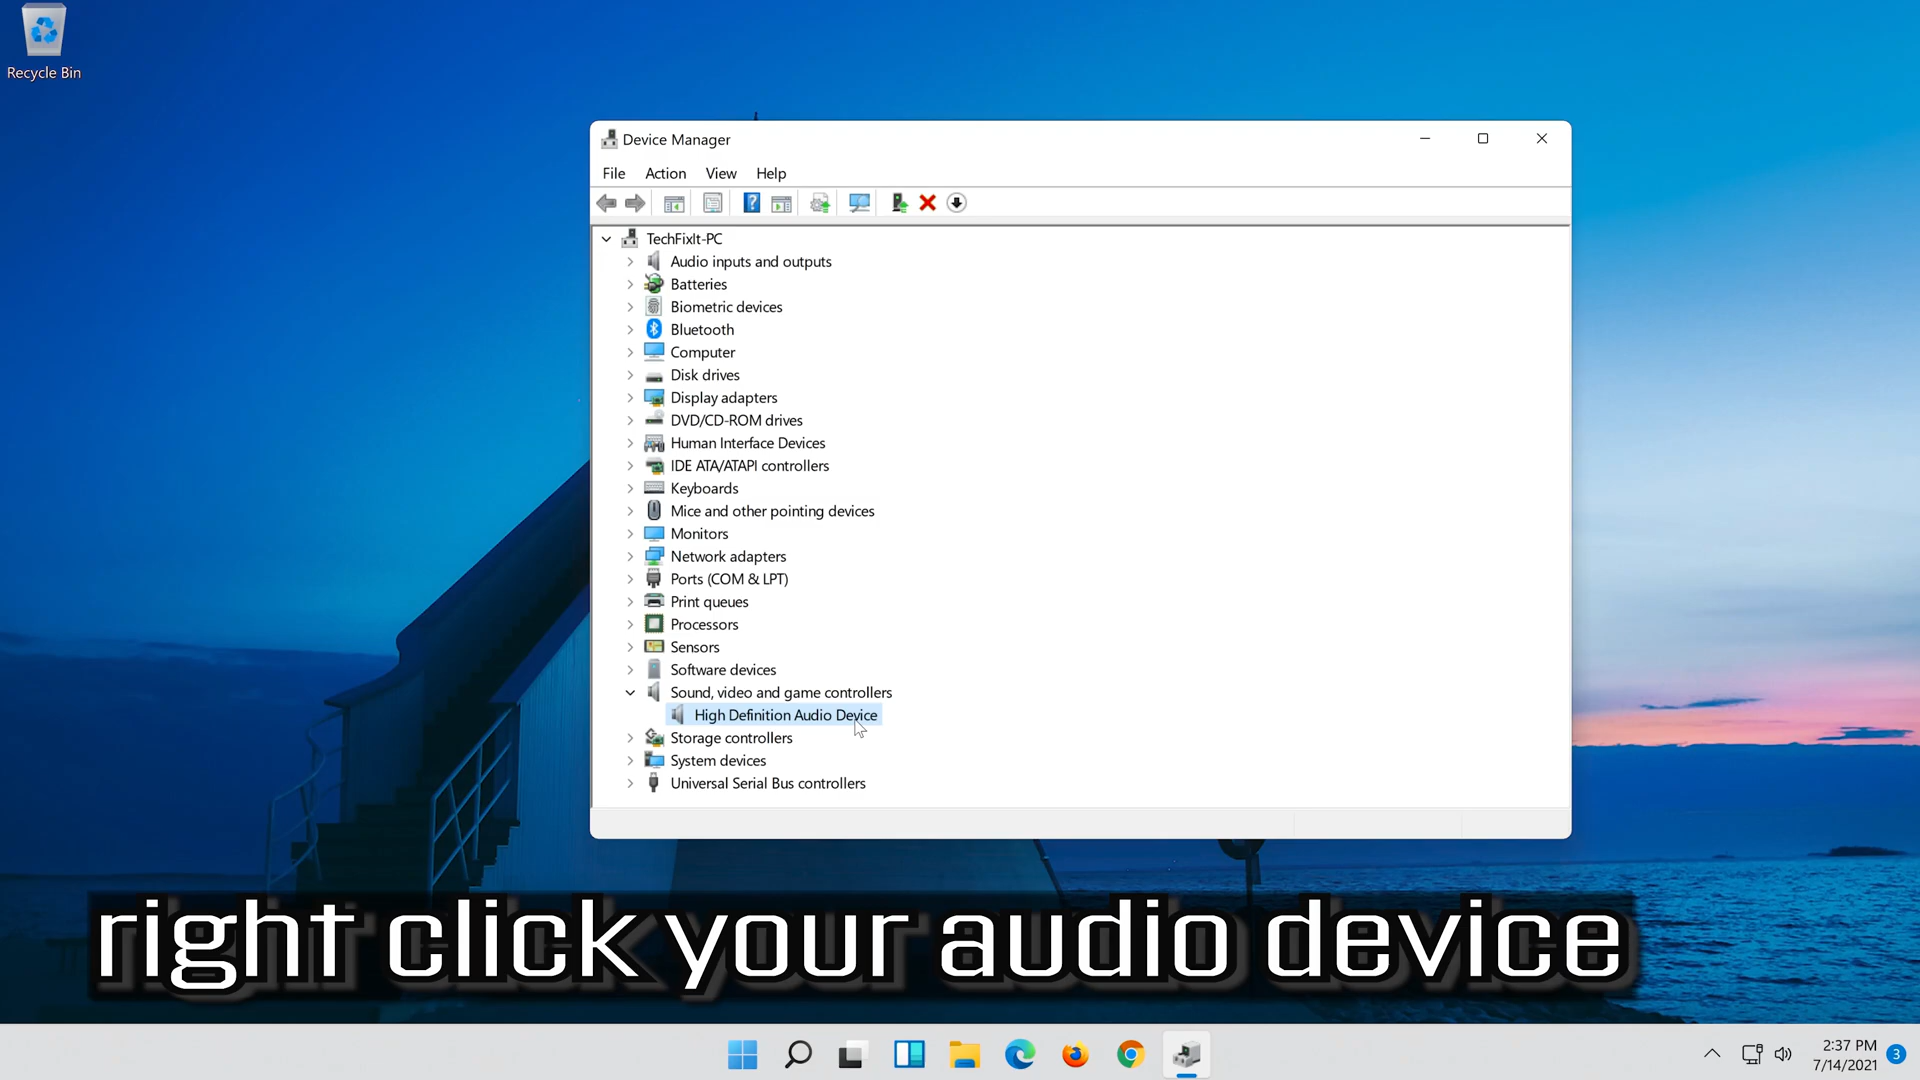 Recycle Bin
Device Manager
File Action View Help
TechFixIt-PC
Audio inputs and outputs
Batteries
Biometric devices
Bluetooth
Computer
Disk drives
Display adapters
DVD/CD-ROM drives
Human Interface Devices
IDE ATA/ATAPI controllers
Keyboards
Mice and other pointing devices
Monitors
Network adapters
Ports (COM & LPT)
Print queues
Processors
Sensors
Software devices
Sound, video and game controllers
High Definition Audio Device
Storage controllers
System devices
Universal Serial Bus controllers
right click your audio device
2:37 PM
7/14/2021
3